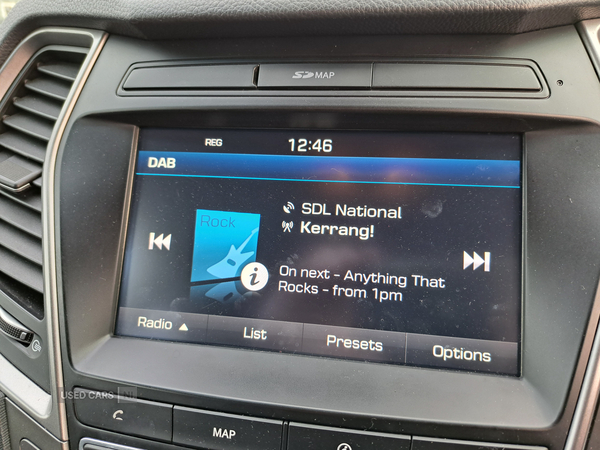 SD MAP
REG 12:46
DAB
Rock
SDL National
Kerrang!
i
On next - Anything That
Rocks - from 1pm
Radio ▲ List Presets Options
USED CARS NI
MAP